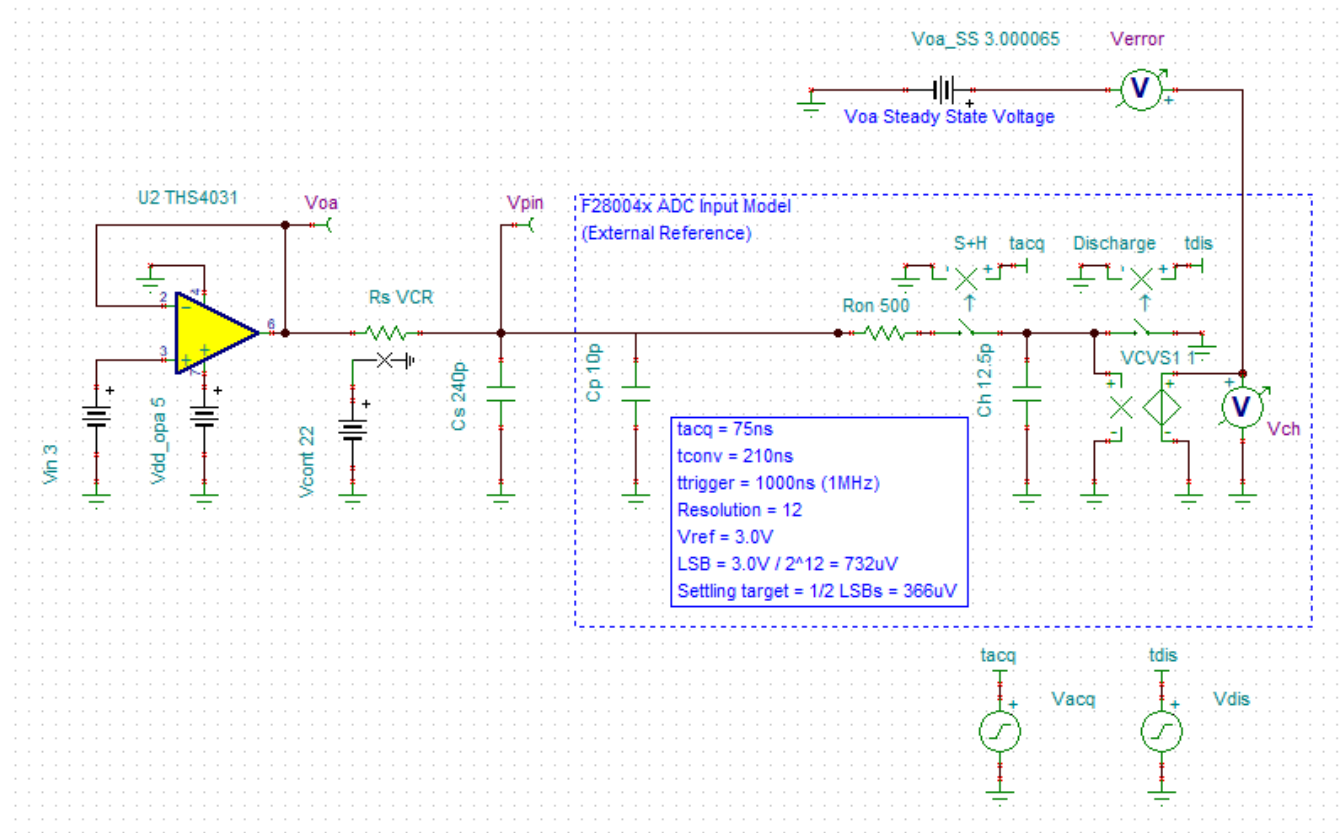 Voa_SS 3.000065
Verror
Voa Steady State Voltage
U2 THS4031
Voa
Vpin
F28004x ADC Input Model
(External Reference)
S+H
tacq
Discharge
tdis
Rs VCR
Ron 500
VCVS1 1
2
3
4
6
7
Vin 3
Vdd_opa 5
Vcont 22
Cs 240p
Cp 10p
Ch 12.5p
V
V
Vch
tacq = 75ns
tconv = 210ns
ttrigger = 1000ns (1MHz)
Resolution = 12
Vref = 3.0V
LSB = 3.0V / 2^12 = 732uV
Settling target = 1/2 LSBs = 366uV
tacq
tdis
Vacq
Vdis